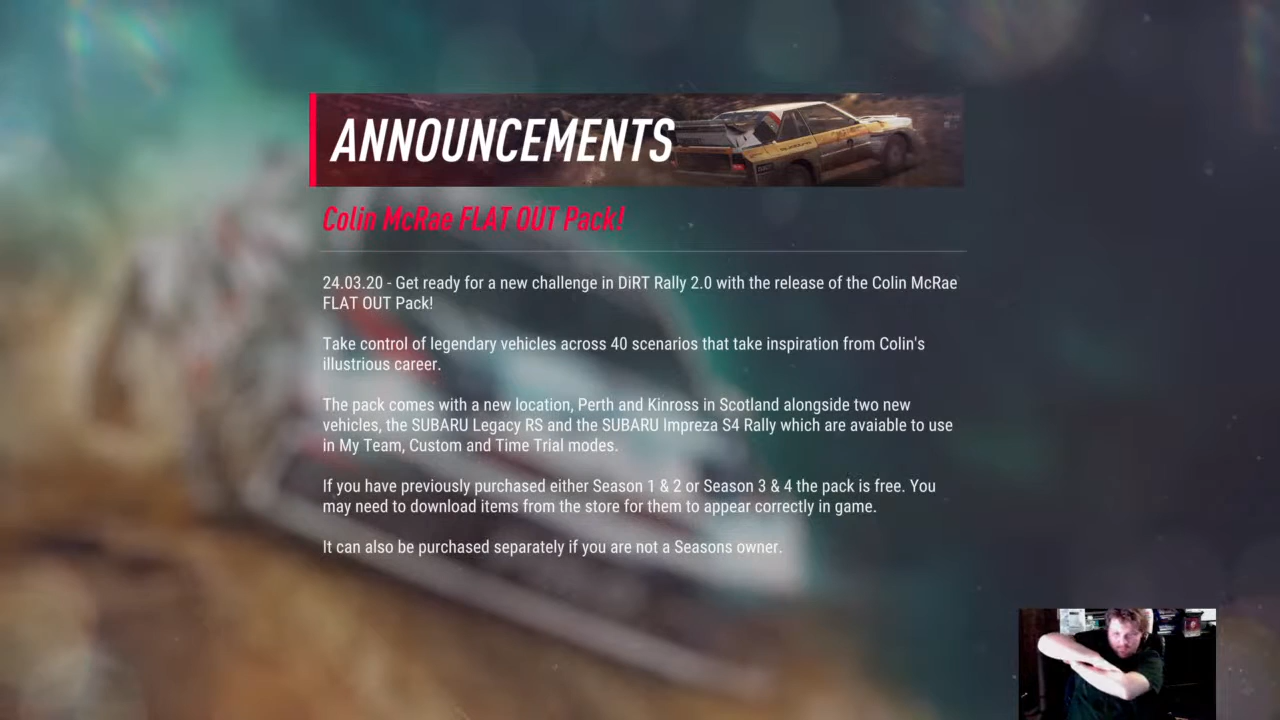 ANNOUNCEMENTS
Colin McRae FLAT OUT Pack!
24.03.20 - Get ready for a new challenge in DiRT Rally 2.0 with the release of the Colin McRae
FLAT OUT Pack!
Take control of legendary vehicles across 40 scenarios that take inspiration from Colin's
illustrious career.
The pack comes with a new location, Perth and Kinross in Scotland alongside two new
vehicles, the SUBARU Legacy RS and the SUBARU Impreza S4 Rally which are avaiable to use
in My Team, Custom and Time Trial modes.
If you have previously purchased either Season 1 & 2 or Season 3 & 4 the pack is free. You
may need to download items from the store for them to appear correctly in game.
It can also be purchased separately if you are not a Seasons owner.